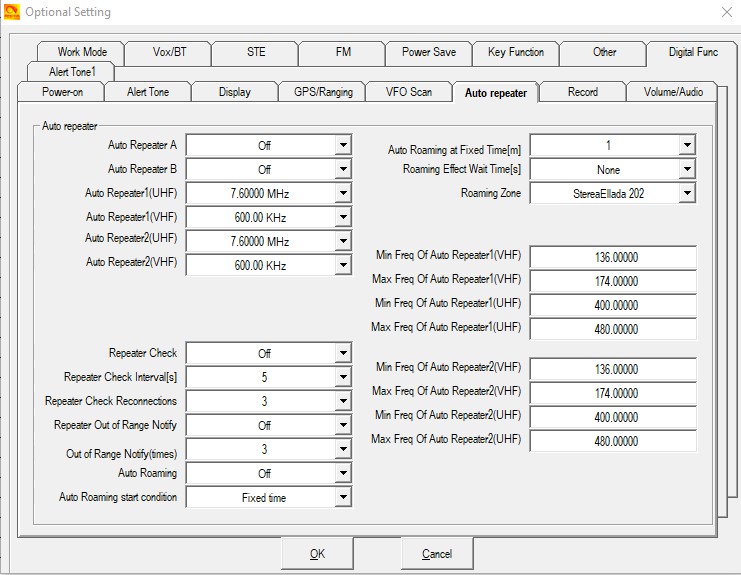 Optional Setting
Work Mode Vox/BT STE FM Power Save Key Function Other Digital Func
Alert Tone1
Power-on Alert Tone Display GPS/Ranging VFO Scan Auto repeater Record Volume/Audio
Auto repeater
Auto Repeater A Off
Auto Repeater B Off
Auto Repeater1(UHF) 7.60000 MHz
Auto Repeater1(VHF) 600.00 KHz
Auto Repeater2(UHF) 7.60000 MHz
Auto Repeater2(VHF) 600.00 KHz
Repeater Check Off
Repeater Check Interval[s] 5
Repeater Check Reconnections 3
Repeater Out of Range Notify Off
Out of Range Notify(times) 3
Auto Roaming Off
Auto Roaming start condition Fixed time
Auto Roaming at Fixed Time[m] 1
Roaming Effect Wait Time[s] None
Roaming Zone StereaEllada 202
Min Freq Of Auto Repeater1(VHF) 136.00000
Max Freq Of Auto Repeater1(VHF) 174.00000
Min Freq Of Auto Repeater1(UHF) 400.00000
Max Freq Of Auto Repeater1(UHF) 480.00000
Min Freq Of Auto Repeater2(VHF) 136.00000
Max Freq Of Auto Repeater2(VHF) 174.00000
Min Freq Of Auto Repeater2(UHF) 400.00000
Max Freq Of Auto Repeater2(UHF) 480.00000
OK Cancel